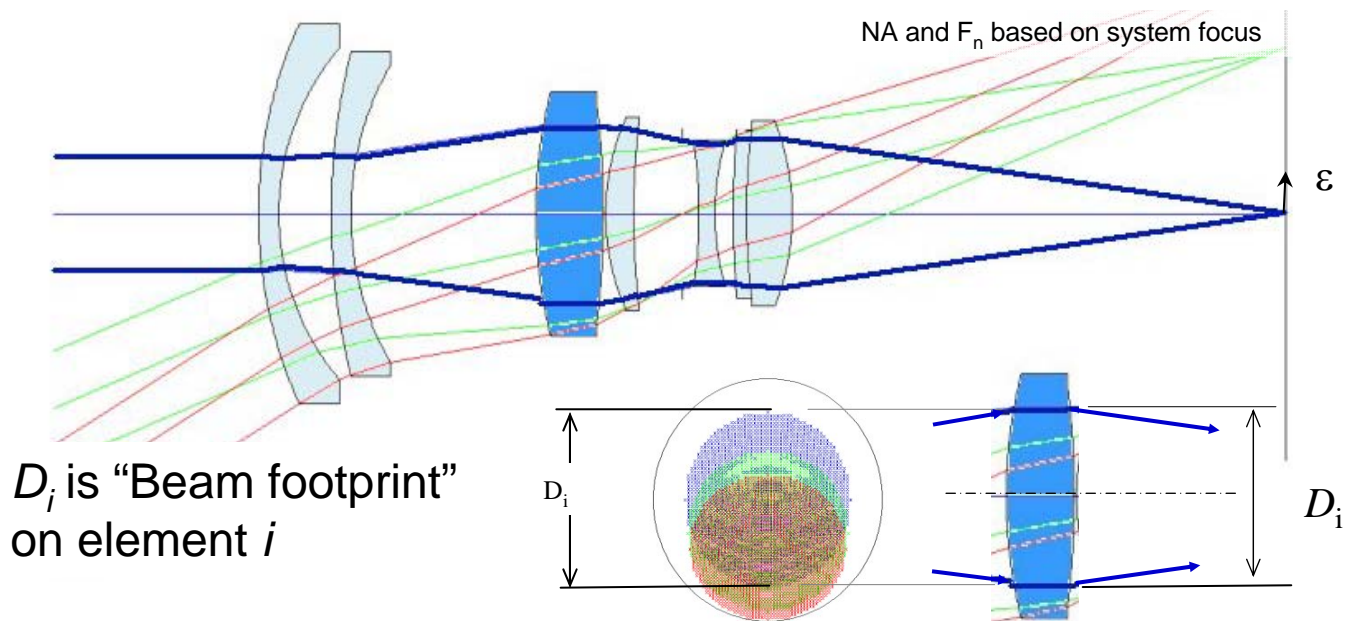 NA and Fₙ based on system focus
ε
Dᵢ is “Beam footprint”
on element i
Dᵢ
Dᵢ